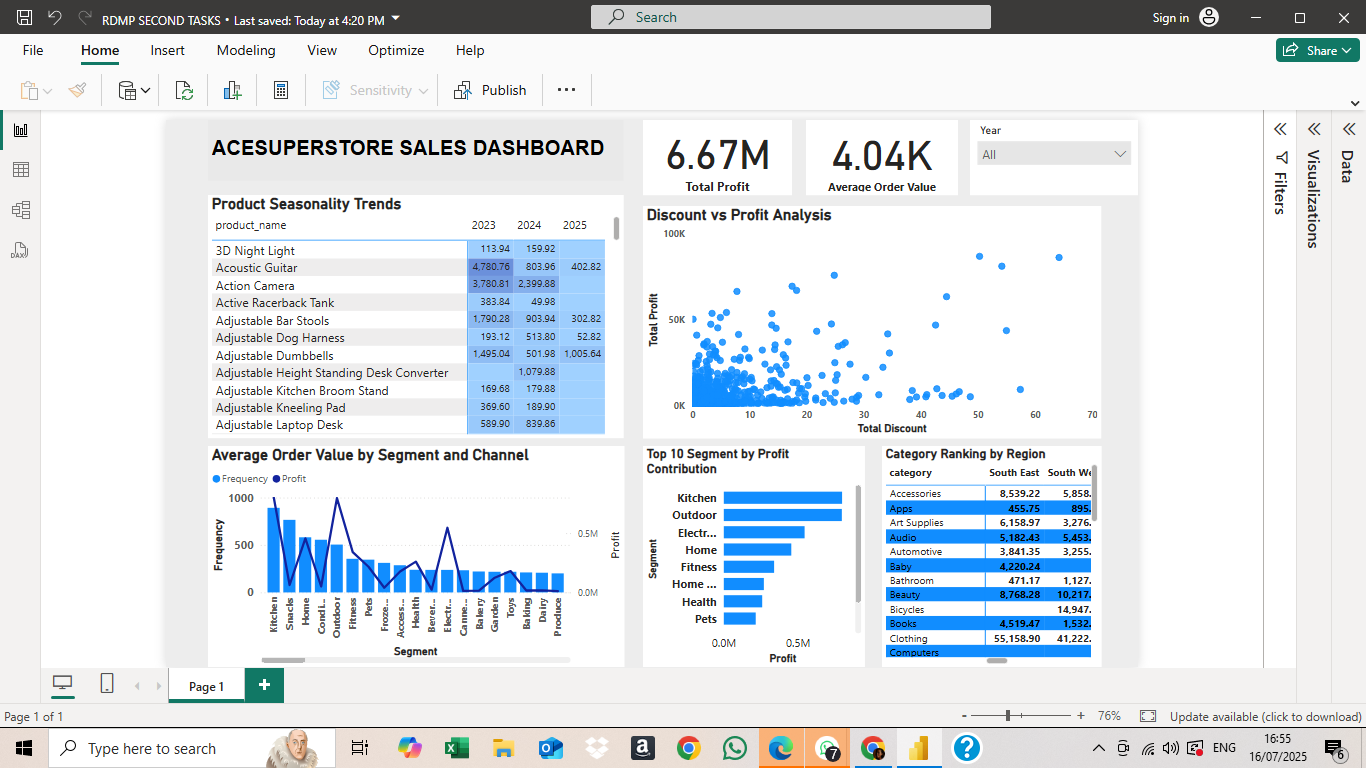 RDMP SECOND TASKS • Last saved: Today at 4:20 PM
Search
Sign in
File Home Insert Modeling View Optimize Help
Share
Sensitivity
Publish
ACESUPERSTORE SALES DASHBOARD
6.67M
Total Profit
4.04K
Average Order Value
Year
All
Filters
Visualizations
Data
Product Seasonality Trends
product_name 2023 2024 2025
3D Night Light 113.94 159.92
Acoustic Guitar 4,780.76 803.96 402.82
Action Camera 3,780.81 2,399.88
Active Racerback Tank 383.84 49.98
Adjustable Bar Stools 1,790.28 903.94 302.82
Adjustable Dog Harness 193.12 513.80 52.82
Adjustable Dumbbells 1,495.04 501.98 1,005.64
Adjustable Height Standing Desk Converter 1,079.88
Adjustable Kitchen Broom Stand 169.68 179.88
Adjustable Kneeling Pad 369.60 189.90
Adjustable Laptop Desk 589.90 839.86
Discount vs Profit Analysis
100K
50K
0K
Total Profit
0 10 20 30 40 50 60 70
Total Discount
Average Order Value by Segment and Channel
Frequency Profit
1000
500
0
Frequency
0.5M
0.0M
Profit
Kitchen
Snacks
Home
Condi...
Outdoor
Fitness
Pets
Froze...
Access...
Health
Bever...
Electr...
Canne...
Bakery
Garden
Toys
Baking
Dairy
Produce
Segment
Top 10 Segment by Profit
Contribution
Segment
Kitchen
Outdoor
Electr...
Home
Fitness
Home ...
Health
Pets
0.0M 0.5M
Profit
Category Ranking by Region
category South East South We
Accessories 8,539.22 5,858.
Apps 455.75 895.
Art Supplies 6,158.97 3,276.
Audio 5,182.43 5,453.
Automotive 3,841.35 3,255.
Baby 4,220.24
Bathroom 471.17 1,127.
Beauty 8,768.28 10,217.
Bicycles 14,947.
Books 4,519.47 1,532.
Clothing 55,158.90 41,222.
Computers
Page 1
Page 1 of 1
76%
Update available (click to download)
Type here to search
7
ENG
16:55
16/07/2025
6